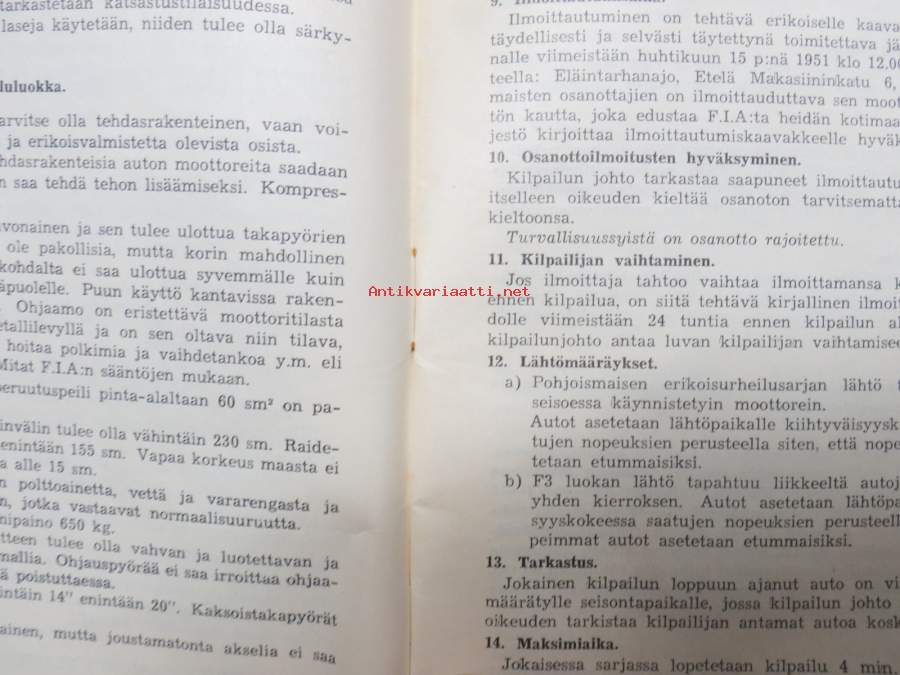 tarkastetaan katsastustilaisuudessa.
laseja käytetään, niiden tulee olla särky-
luluokka.
arvitse olla tehdasrakenteinen, vaan voi-
ja erikoisvalmistetta olevista osista.
hdasrakenteisia auton moottoreita saadaan
n saa tehdä tehon lisäämiseksi. Kompres-
avonainen ja sen tulee ulottua takapyörien
ole pakollisia, mutta korin mahdollinen
kohdalta ei saa ulottua syvemmälle kuin
äpuolelle. Puun käyttö kantavissa raken-
. Ohjaamo on eristettävä moottoritilasta
etallilevyllä ja on sen oltava niin tilava,
hoitaa polkimia ja vaihdetankoa y.m. eli
Mitat F.I.A:n sääntöjen mukaan.
peruutuspeili pinta-alaltaan 60 sm² on pa-
invälin tulee olla vähintäin 230 sm. Raide-
enintään 155 sm. Vapaa korkeus maasta ei
a alle 15 sm.
n polttoainetta, vettä ja vararengasta ja
n, jotka vastaavat normaalisuuruutta.
nipaino 650 kg.
tteen tulee olla vahvan ja luotettavan ja
mallia. Ohjauspyörää ei saa irroittaa ohjaa-
ä poistuttaessa.
intäin 14" enintään 20". Kaksoistakapyörät
ainen, mutta joustamatonta akselia ei saa
Antikvariaatti.net
9.
Ilmoittautuminen on tehtävä erikoiselle kaava
täydellisesti ja selvästi täytettynä toimitettava jä
nalle viimeistään huhtikuun 15 p:nä 1951 klo 12.0
teella: Eläintarhanajo, Etelä Makasiininkatu 6,
maisten osanottajien on ilmoittauduttava sen moot
tön kautta, joka edustaa F.I.A:ta heidän kotimaa
jestö kirjoittaa ilmoittautumiskaavakkeelle hyväk
10. Osanottoilmoitusten hyväksyminen.
Kilpailun johto tarkastaa saapuneet ilmoittautu
itselleen oikeuden kieltää osanoton tarvitsematta
kieltoonsa.
Turvallisuussyistä on osanotto rajoitettu.
11. Kilpailijan vaihtaminen.
Jos ilmoittaja tahtoo vaihtaa ilmoittamansa k
ennen kilpailua, on siitä tehtävä kirjallinen ilmoi
dolle viimeistään 24 tuntia ennen kilpailun al
kilpailunjohto antaa luvan kilpailijan vaihtamisee
12. Lähtömääräykset.
a) Pohjoismaisen erikoisurheilusarjan lähtö t
seisoessa käynnistetyin moottorein.
Autot asetetaan lähtöpaikalle kiihtyväisyysk
tujen nopeuksien perusteella siten, että nope
tetaan etummaisiksi.
b) F3 luokan lähtö tapahtuu liikkeeltä autoj
yhden kierroksen. Autot asetetaan lähtöpa
syyskokeessa saatujen nopeuksien perusteell
peimmat autot asetetaan etummaisiksi.
13. Tarkastus.
Jokainen kilpailun loppuun ajanut auto on vi
määrätylle seisontapaikalle, jossa kilpailun johto
oikeuden tarkistaa kilpailijan antamat autoa kosk
14. Maksimiaika.
Jokaisessa sarjassa lopetetaan kilpailu 4 min.